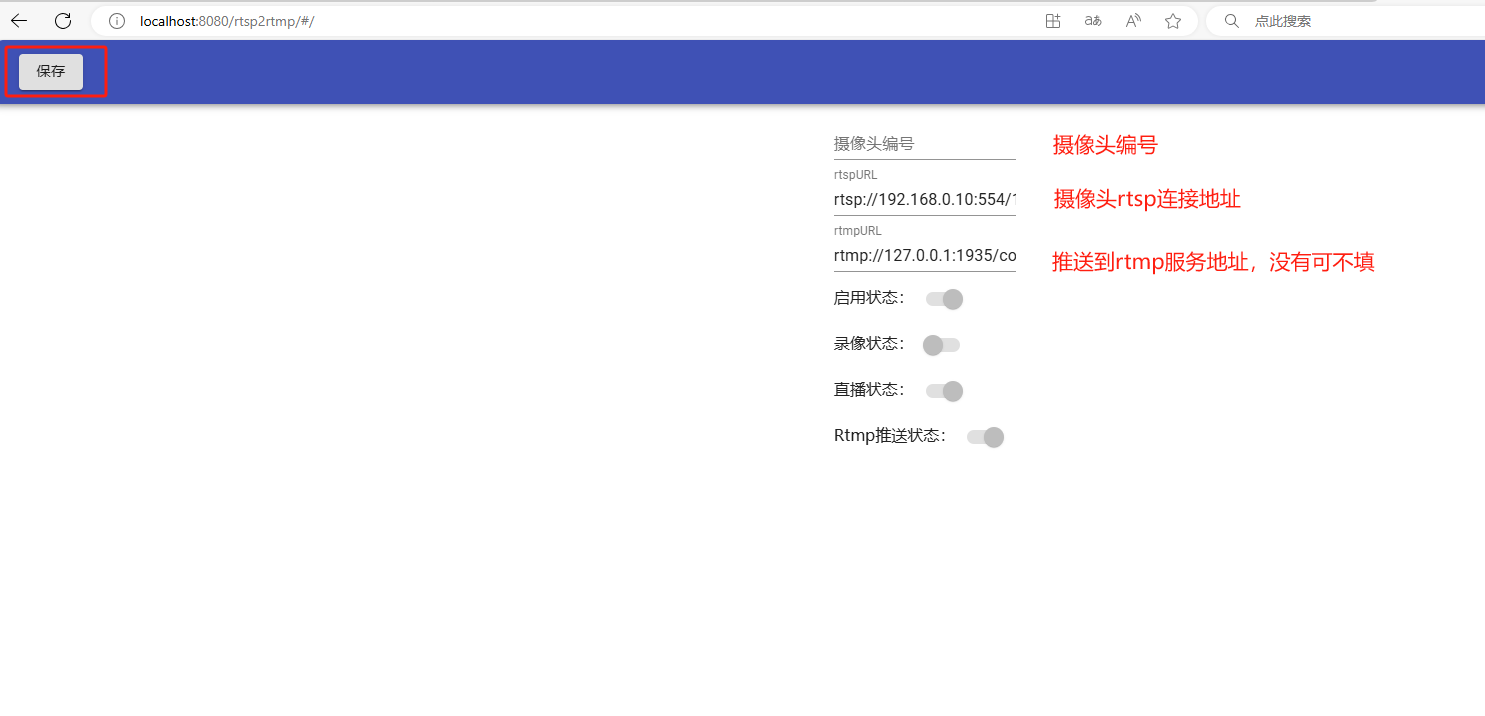 localhost:8080/rtsp2rtmp/#/
点此搜索
保存
摄像头编号 摄像头编号
rtspURL
rtsp://192.168.0.10:554/1 摄像头rtsp连接地址
rtmpURL
rtmp://127.0.0.1:1935/co 推送到rtmp服务地址，没有可不填
启用状态：
录像状态：
直播状态：
Rtmp推送状态：